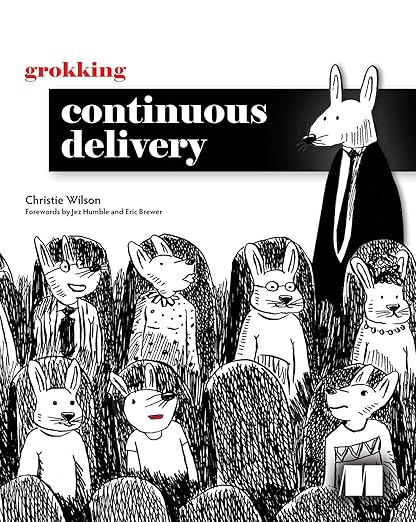 grokking
continuous
delivery
Christie Wilson
Forewords by Jez Humble and Eric Brewer